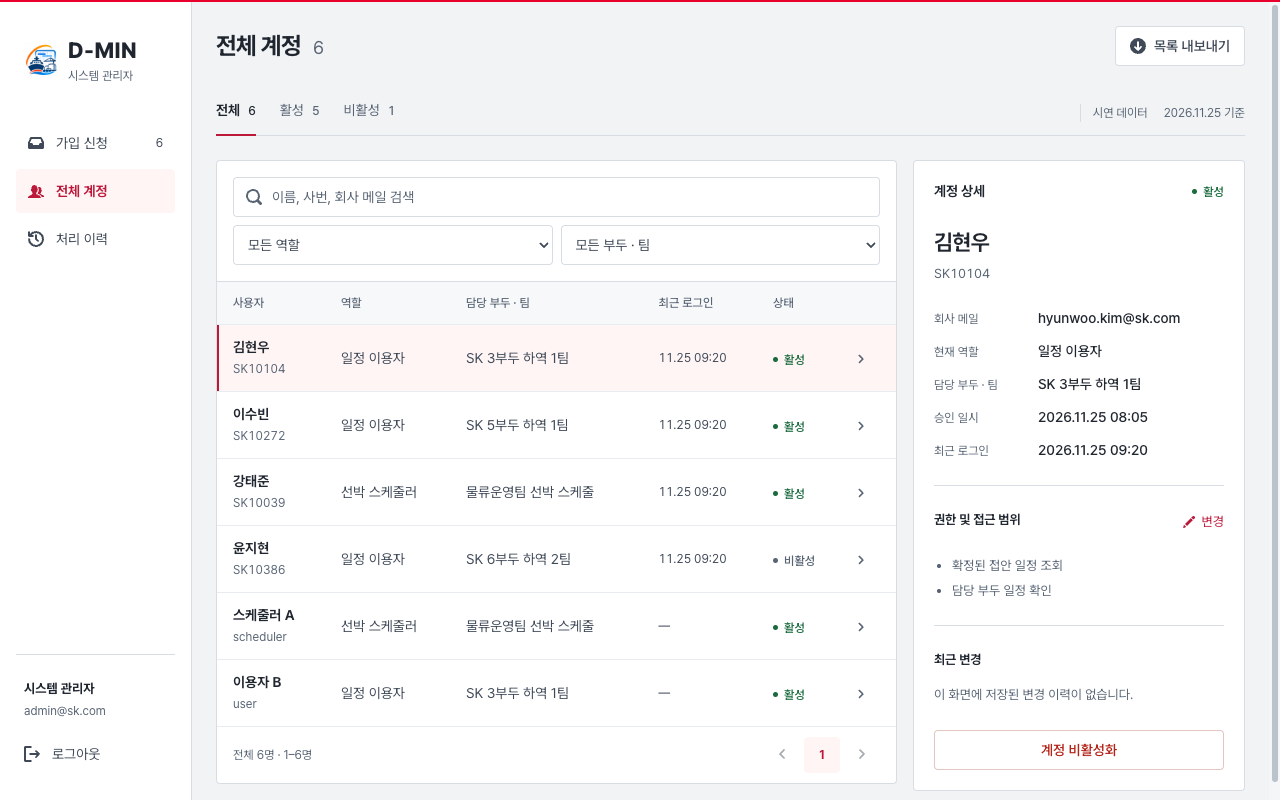 D-MIN
시스템 관리자
가입 신청 6
전체 계정
처리 이력
시스템 관리자
admin@sk.com
로그아웃
전체 계정 6
목록 내보내기
전체 6 활성 5 비활성 1
시연 데이터 2026.11.25 기준
이름, 사번, 회사 메일 검색
모든 역할 모든 부두 · 팀
사용자 역할 담당 부두 · 팀 최근 로그인 상태
김현우
SK10104
일정 이용자 SK 3부두 하역 1팀 11.25 09:20 활성
이수빈
SK10272
일정 이용자 SK 5부두 하역 1팀 11.25 09:20 활성
강태준
SK10039
선박 스케줄러 물류운영팀 선박 스케줄 11.25 09:20 활성
윤지현
SK10386
일정 이용자 SK 6부두 하역 2팀 11.25 09:20 비활성
스케줄러 A
scheduler
선박 스케줄러 물류운영팀 선박 스케줄 — 활성
이용자 B
user
일정 이용자 SK 3부두 하역 1팀 — 활성
전체 6명 · 1–6명 1
계정 상세 활성
김현우
SK10104
회사 메일 hyunwoo.kim@sk.com
현재 역할 일정 이용자
담당 부두 · 팀 SK 3부두 하역 1팀
승인 일시 2026.11.25 08:05
최근 로그인 2026.11.25 09:20
권한 및 접근 범위 변경
• 확정된 접안 일정 조회
• 담당 부두 일정 확인
최근 변경
이 화면에 저장된 변경 이력이 없습니다.
계정 비활성화